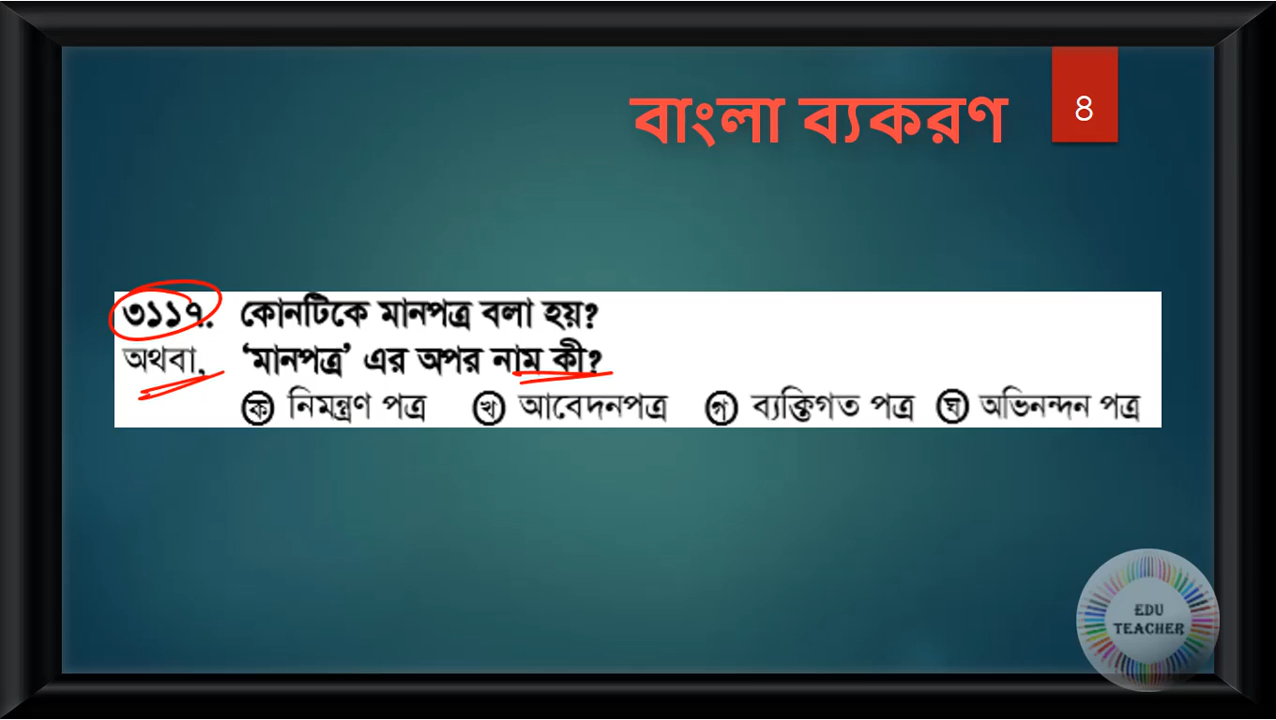 বাংলা ব্যকরণ
8
৩১১৭. কোনটিকে মানপত্র বলা হয়?
অথবা, ‘মানপত্র’ এর অপর নাম কী?
ক নিমন্ত্রণ পত্র খ আবেদনপত্র গ ব্যক্তিগত পত্র ঘ অভিনন্দন পত্র
EDU
TEACHER